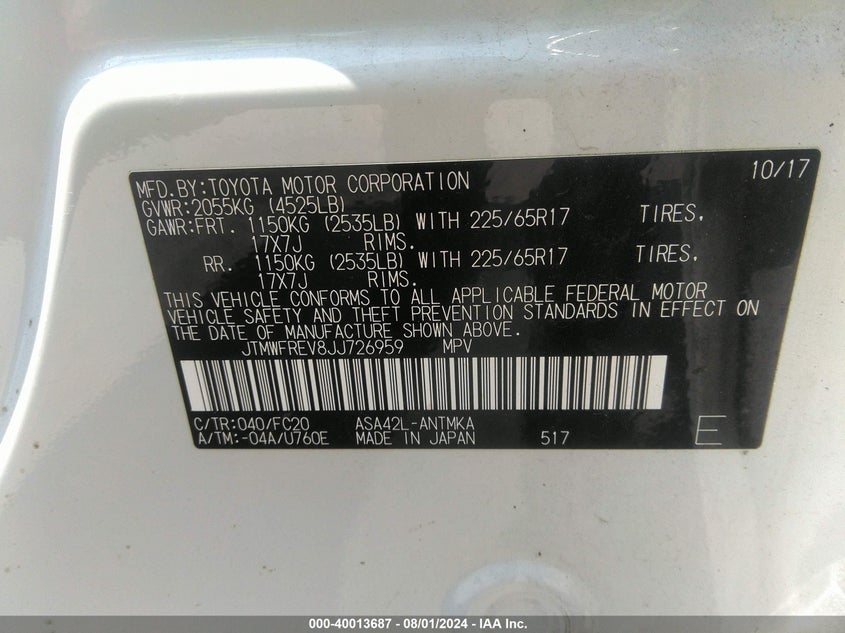 MFD.BY:TOYOTA MOTOR CORPORATION 10/17
GVWR:2055KG (4525LB)
GAWR:FRT. 1150KG (2535LB) WITH 225/65R17 TIRES,
17X7J RIMS.
RR. 1150KG (2535LB) WITH 225/65R17 TIRES,
17X7J RIMS.
THIS VEHICLE CONFORMS TO ALL APPLICABLE FEDERAL MOTOR
VEHICLE SAFETY AND THEFT PREVENTION STANDARDS IN EFFECT ON
THE DATE OF MANUFACTURE SHOWN ABOVE.
JTMWFREV8JJ726959 MPV
C/TR:040/FC20 ASA42L-ANTMKA
A/TM:-04A/U760E MADE IN JAPAN 517 E
000-40013687 - 08/01/2024 - IAA Inc.